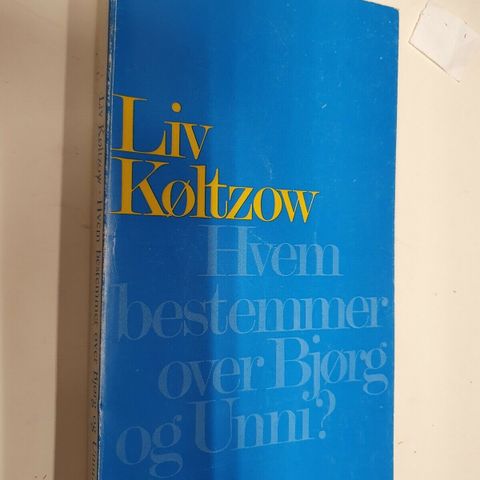 Liv
Køltzow
Hvem
bestemmer
over Bjørg
og Unni?
Liv Køltzow · Hvem bestemmer over Bjørg og Unni